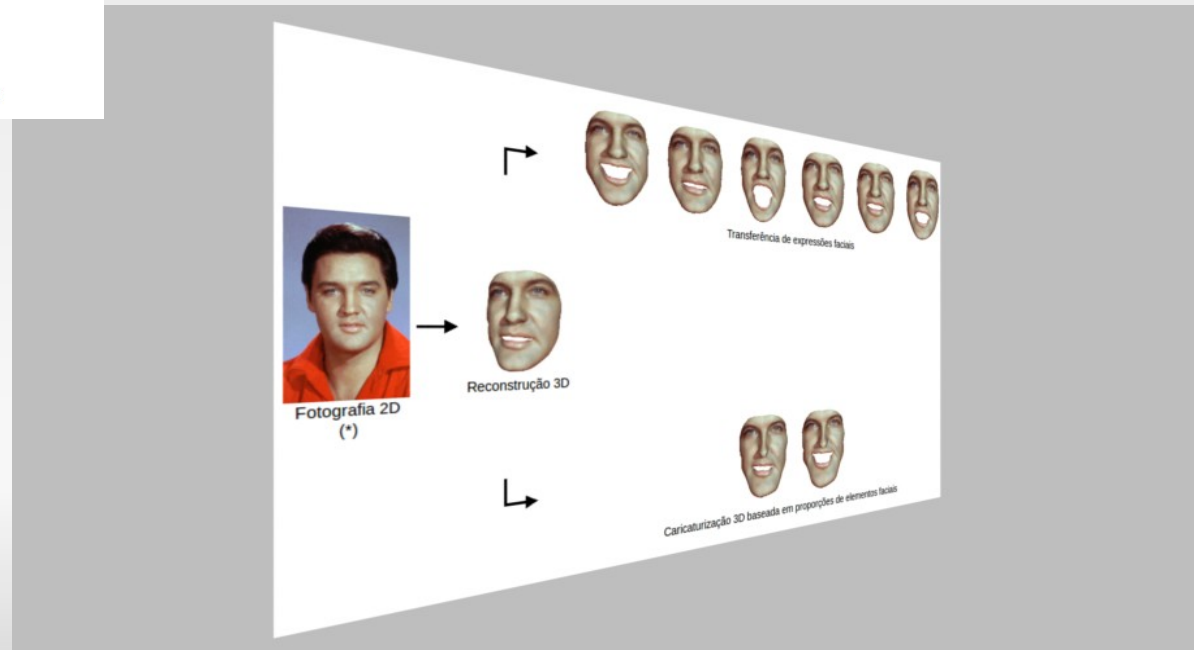 Transferência de expressões faciais
Reconstrução 3D
Fotografia 2D
(*)
Caricaturização 3D baseada em proporções de elementos faciais